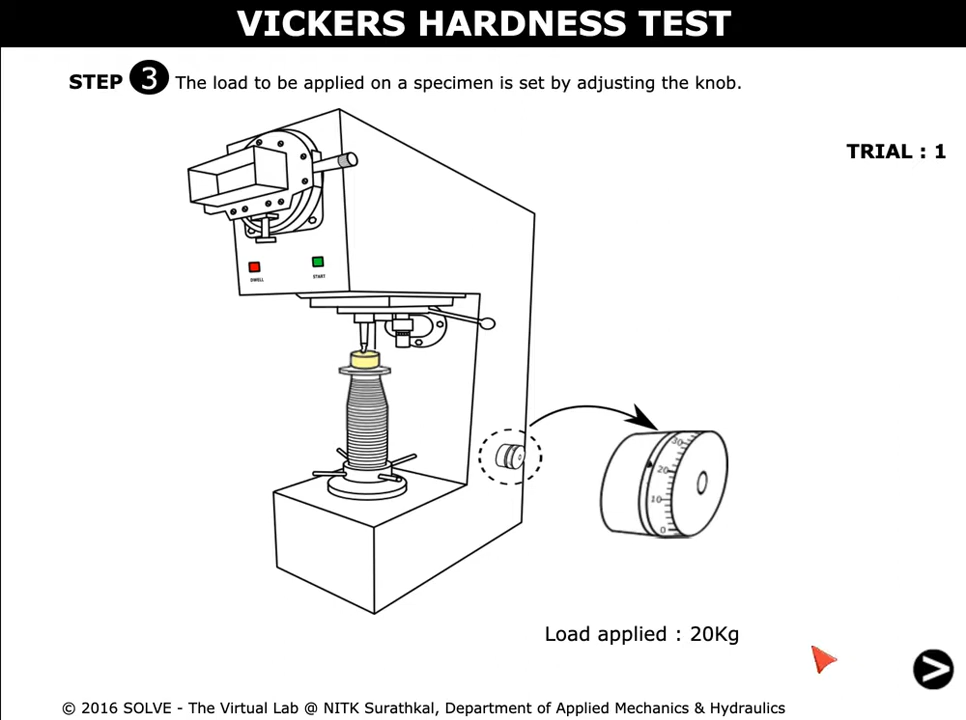 VICKERS HARDNESS TEST
STEP 3 The load to be applied on a specimen is set by adjusting the knob.
TRIAL : 1
DWELL
START
30
20
10
0
Load applied : 20Kg
>
© 2016 SOLVE - The Virtual Lab @ NITK Surathkal, Department of Applied Mechanics & Hydraulics